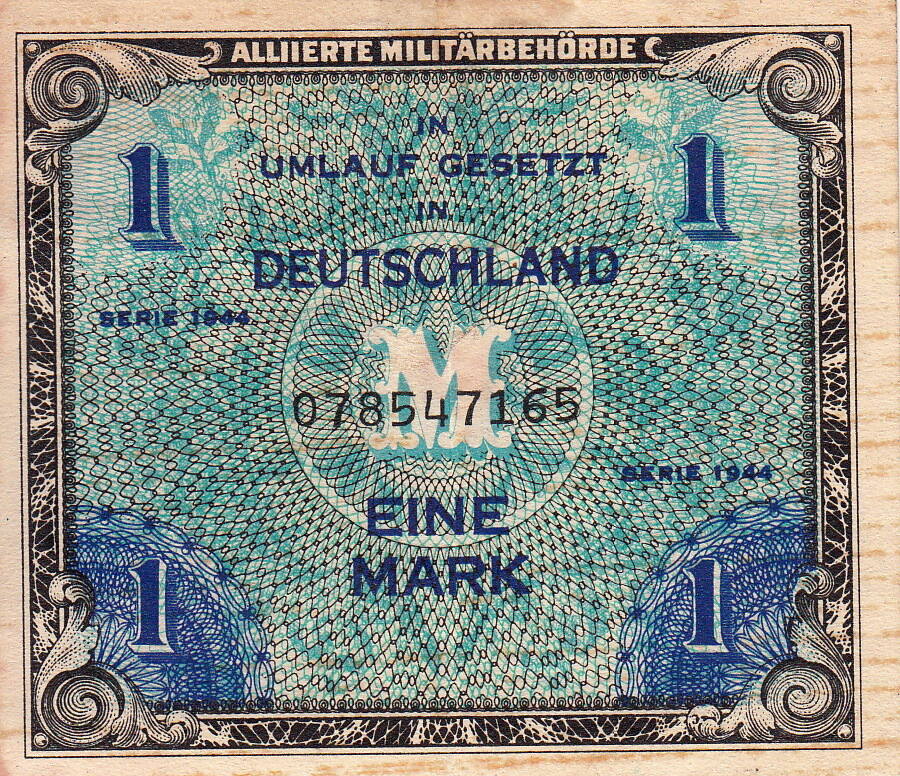 ALLIIERTE MILITÄRBEHÖRDE
IN
UMLAUF GESETZT
1 1
IN
DEUTSCHLAND
SERIE 1944
M
078547165
SERIE 1944
EINE
MARK
1 1